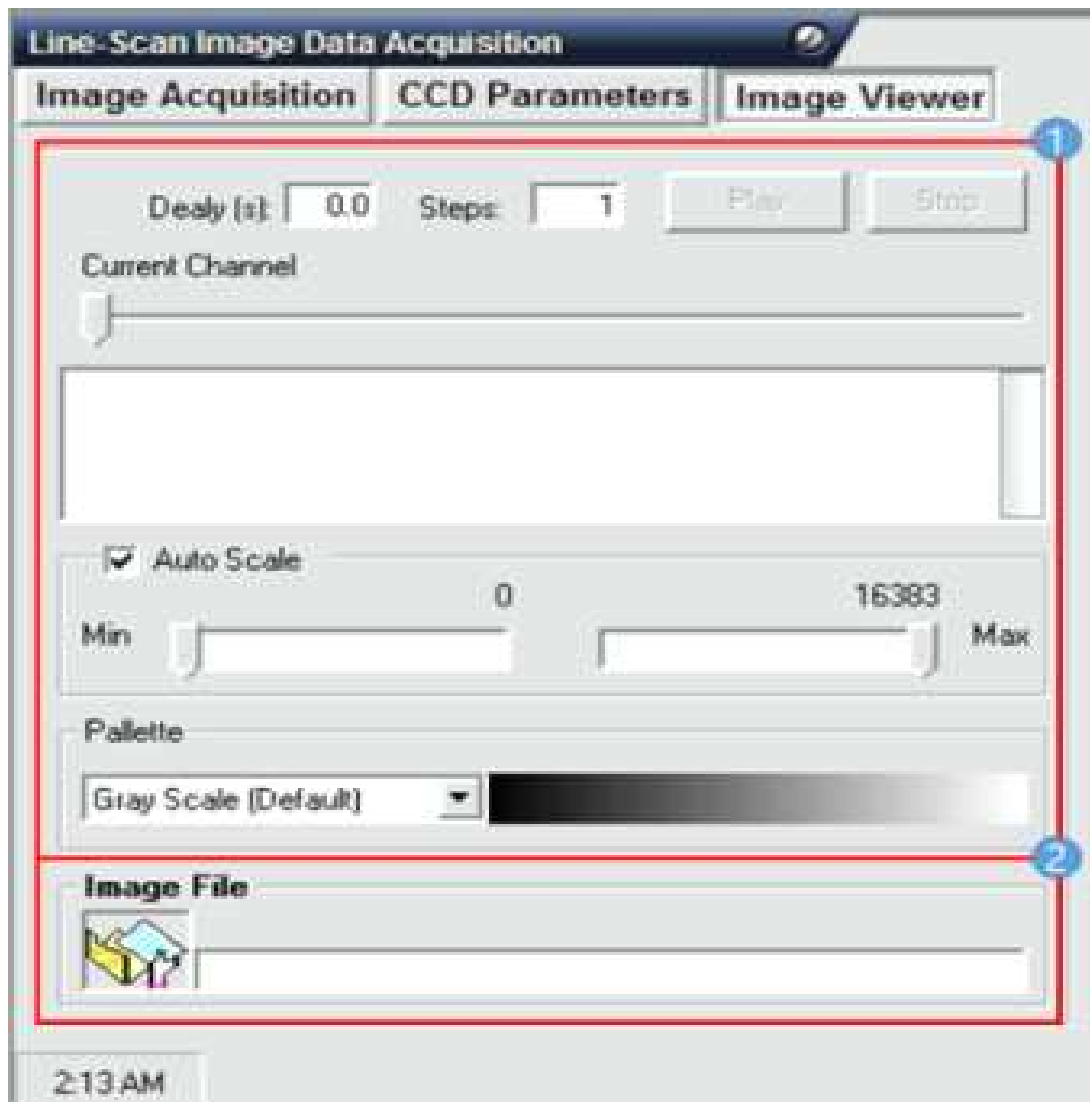 Line-Scan Image Data Acquisition
Image Acquisition CCD Parameters Image Viewer
1
Dealy (s): 0.0 Steps: 1 Play Stop
Current Channel
Auto Scale
0 16383
Min Max
Pallette
Gray Scale (Default)
2
Image File
2:13 AM